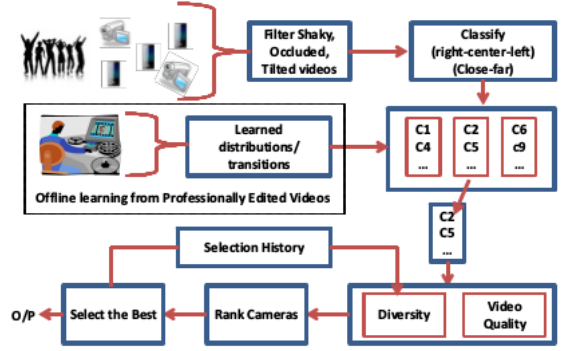 Filter Shaky,
Occluded,
Tilted videos
Classify
(right-center-left)
(Close-far)
Learned
distributions/
transitions
Offline learning from Professionally Edited Videos
C1
C4
...
C2
C5
...
C6
c9
...
C2
C5
...
Selection History
O/P
Select the Best
Rank Cameras
Diversity
Video
Quality